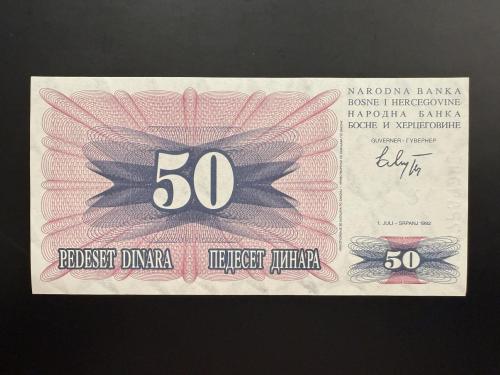 NARODNA BANKA
BOSNE I HERCEGOVINE
НАРОДНА БАНКА
БОСНЕ И ХЕРЦЕГОВИНЕ
GUVERNER - ГУВЕРНЕР
50
1. JULI - SRPANJ 1992
PEDESET DINARA ПЕДЕСЕТ ДИНАРА
50